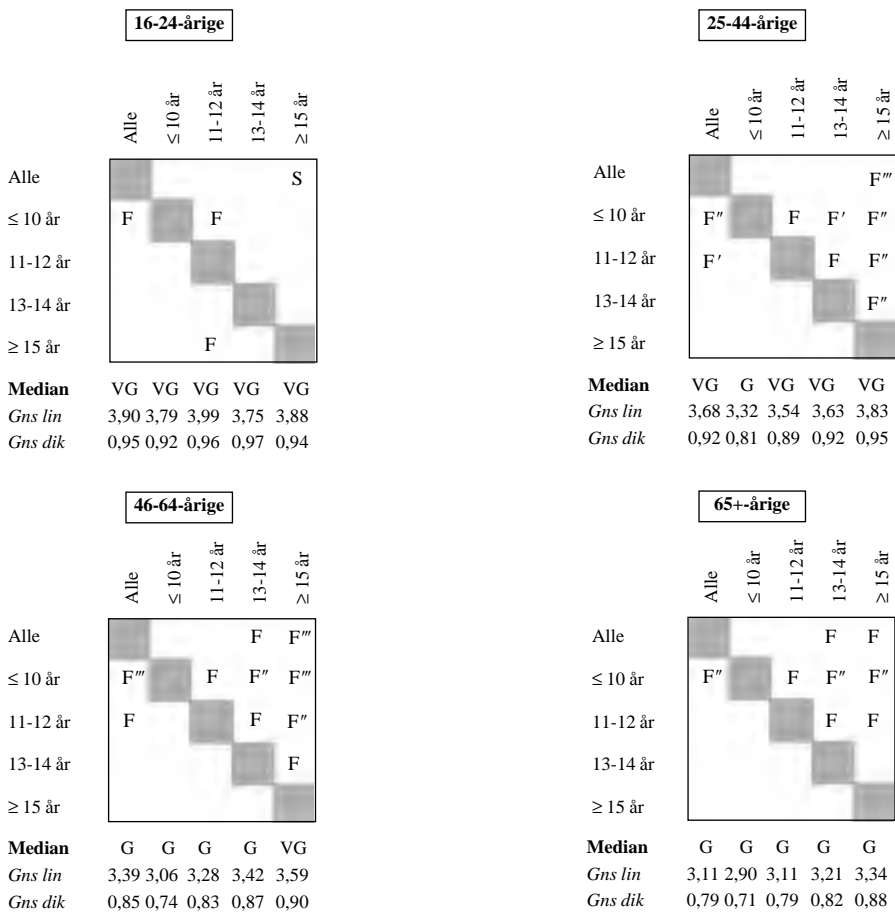 16-24-årige
Alle ≤ 10 år 11-12 år 13-14 år ≥ 15 år
Alle S
≤ 10 år F F
11-12 år
13-14 år
≥ 15 år F
Median VG VG VG VG VG
Gns lin 3,90 3,79 3,99 3,75 3,88
Gns dik 0,95 0,92 0,96 0,97 0,94
25-44-årige
Alle ≤ 10 år 11-12 år 13-14 år ≥ 15 år
Alle F‴
≤ 10 år F″ F F′ F″
11-12 år F′ F F″
13-14 år F″
≥ 15 år
Median VG G VG VG VG
Gns lin 3,68 3,32 3,54 3,63 3,83
Gns dik 0,92 0,81 0,89 0,92 0,95
46-64-årige
Alle ≤ 10 år 11-12 år 13-14 år ≥ 15 år
Alle F F‴
≤ 10 år F‴ F F″ F‴
11-12 år F F F″
13-14 år F
≥ 15 år
Median G G G G VG
Gns lin 3,39 3,06 3,28 3,42 3,59
Gns dik 0,85 0,74 0,83 0,87 0,90
65+-årige
Alle ≤ 10 år 11-12 år 13-14 år ≥ 15 år
Alle F F
≤ 10 år F″ F F″ F″
11-12 år F F
13-14 år
≥ 15 år
Median G G G G G
Gns lin 3,11 2,90 3,11 3,21 3,34
Gns dik 0,79 0,71 0,79 0,82 0,88